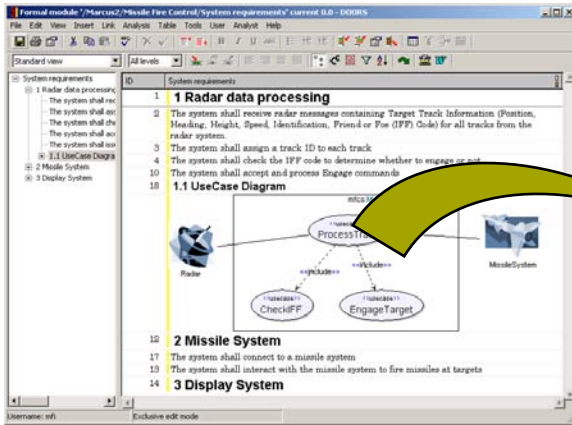 Formal module '/Marcus2/Missile Fire Control/System requirements' current 0.0 - DOORS
File Edit View Insert Link Analysis Table Tools User Analyst Help
Standard view All levels
System requirements
1 Radar data processing
The system shall rec
The system shall ass
The system shall che
The system shall acc
The system shall issu
1.1 UseCase Diagra
2 Missile System
3 Display System
ID System requirements
1 1 Radar data processing
2 The system shall receive radar messages containing Target Track Information (Position,
Heading, Height, Speed, Identification, Friend or Foe (IFF) Code) for all tracks from the
radar system.
3 The system shall assign a track ID to each track
4 The system shall check the IFF code to determine whether to engage or not
10 The system shall accept and process Engage commands
18 1.1 UseCase Diagram
ProcessTra
Radar
«include» «include»
MissileSystem
«usecase» «usecase»
CheckIFF EngageTarget
12 2 Missile System
17 The system shall connect to a missile system
13 The system shall interact with the missile system to fire missiles at targets
14 3 Display System
Username: mfi Exclusive edit mode